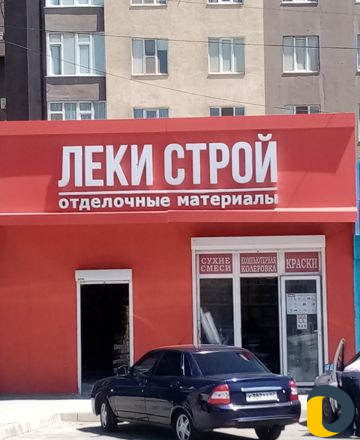 ЛЕКИ СТРОЙ
отделочные материалы
СУХИЕ СМЕСИ
КОМПЬЮТЕРНАЯ КОЛЕРОВКА
КРАСКИ